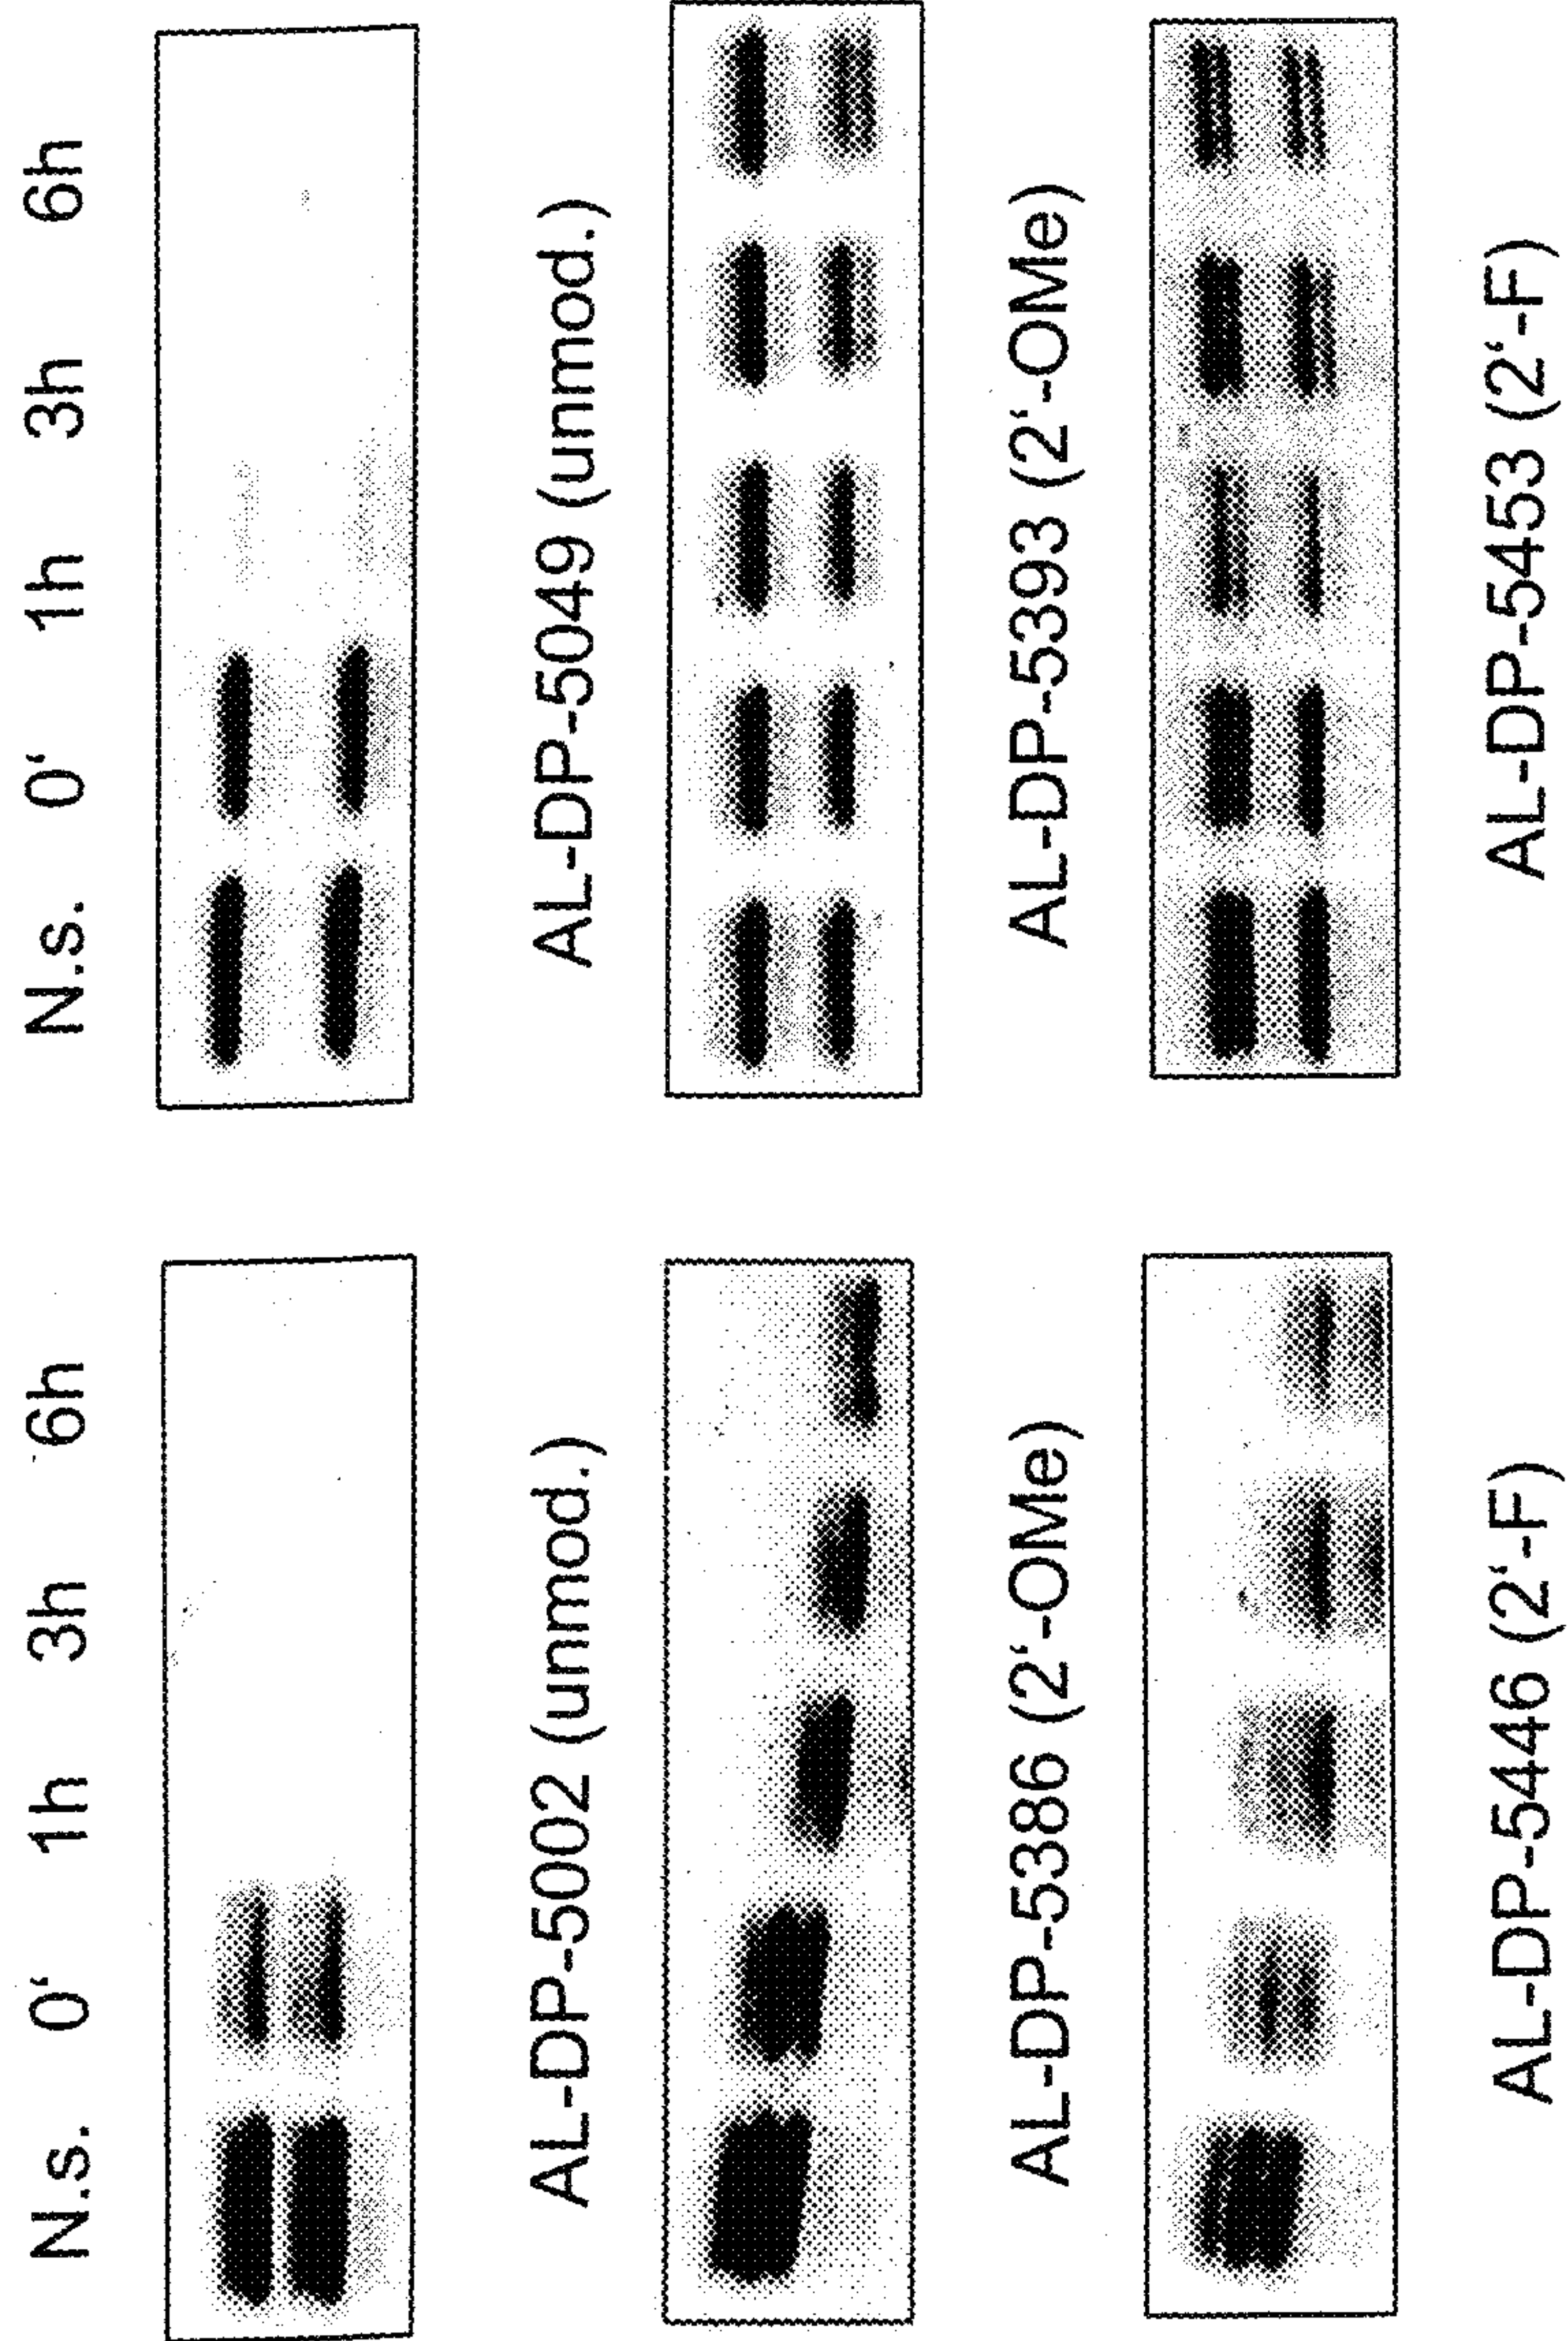 N.s. 0‘ 1h 3h 6h
N.s. 0‘ 1h 3h 6h
AL-DP-5002 (unmod.)
AL-DP-5049 (unmod.)
AL-DP-5386 (2‘-OMe)
AL-DP-5393 (2‘-OMe)
AL-DP-5446 (2‘-F)
AL-DP-5453 (2‘-F)